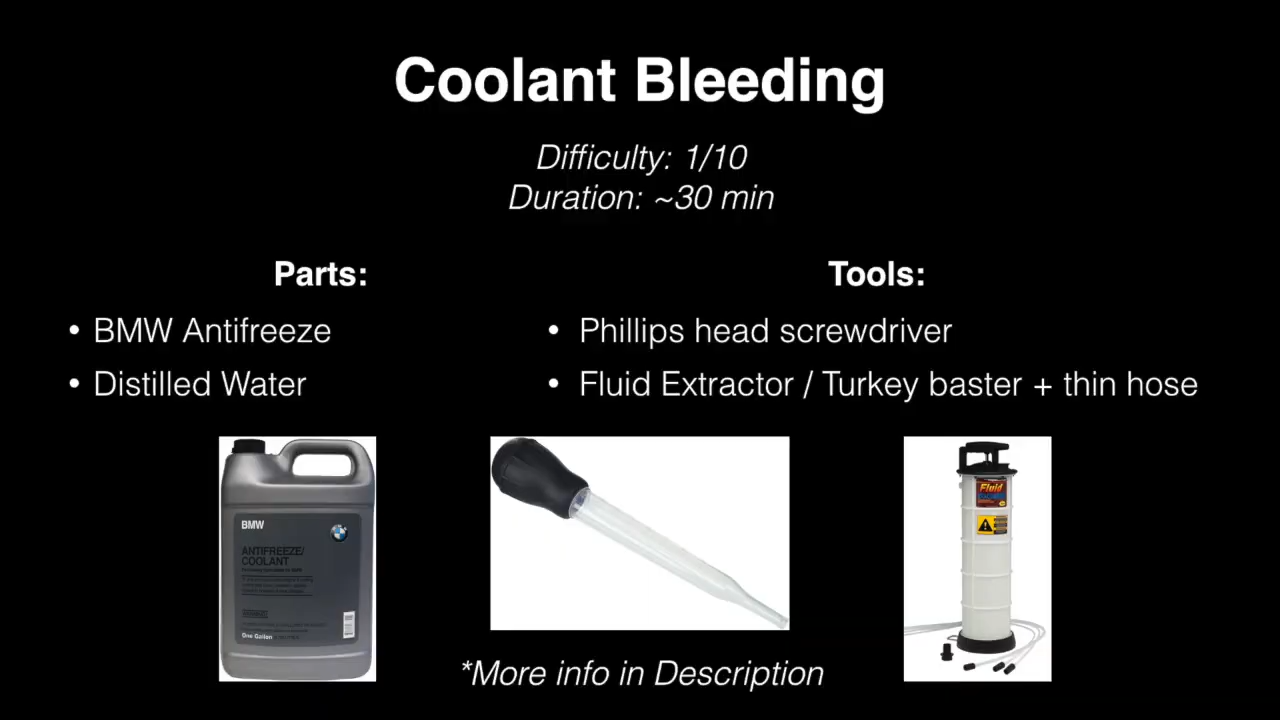 Coolant Bleeding
Difficulty: 1/10
Duration: ~30 min
Parts:
• BMW Antifreeze
• Distilled Water
Tools:
• Phillips head screwdriver
• Fluid Extractor / Turkey baster + thin hose
BMW
ANTIFREEZE/
COOLANT
One Gallon
Fluid
*More info in Description